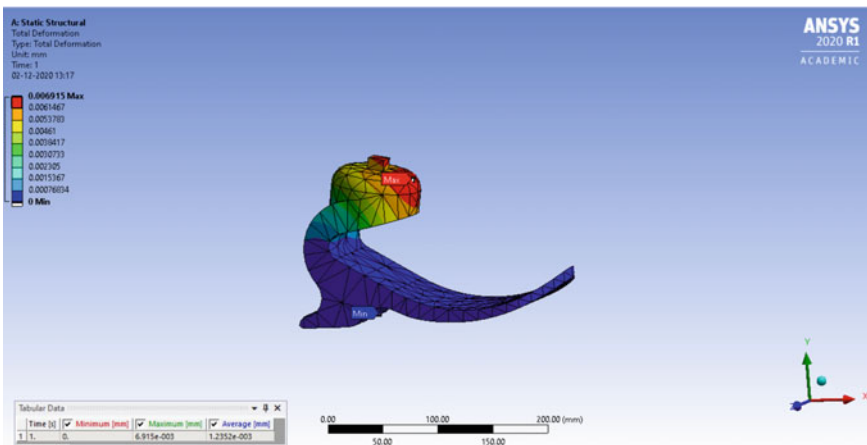 A: Static Structural
Total Deformation
Type: Total Deformation
Unit: mm
Time: 1
02-12-2020 13:17
0.006915 Max
0.0061467
0.0053783
0.00461
0.0038417
0.0030733
0.002305
0.0015367
0.00076834
0 Min
ANSYS
2020 R1
ACADEMIC
Max
Min
Y
X
Z
0.00 100.00 200.00 (mm)
50.00 150.00
Tabular Data
Time [s] Minimum [mm] Maximum [mm] Average [mm]
1 1. 0. 6.915e-003 1.2352e-003